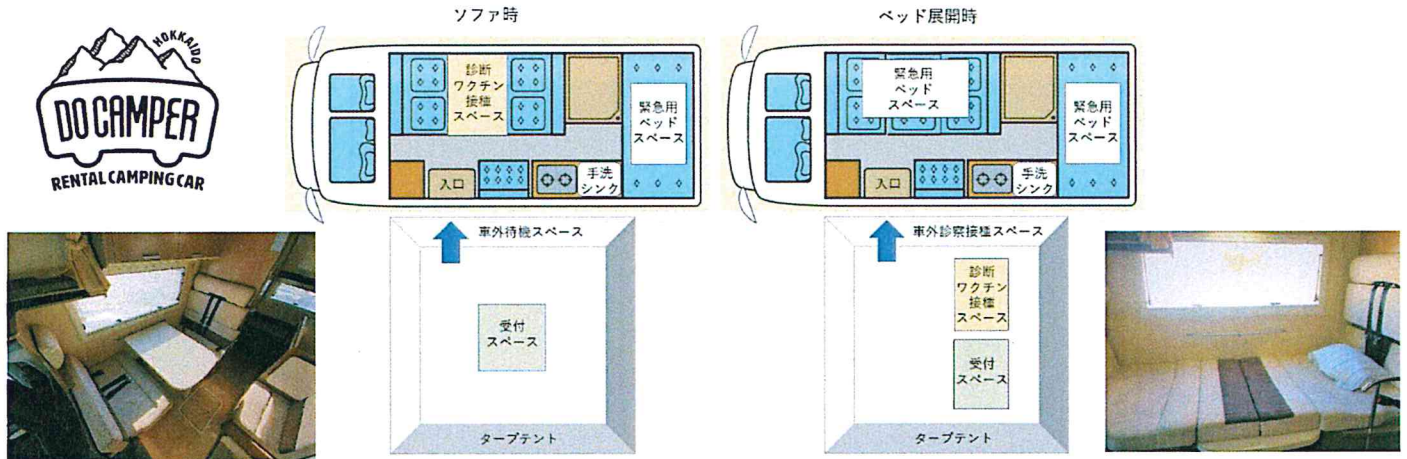 HOKKAIDO
DO CAMPER
RENTAL CAMPING CAR
ソファ時
診断
ワクチン
接種
スペース
緊急用
ベッド
スペース
入口
手洗
シンク
車外待機スペース
受付
スペース
タープテント
ベッド展開時
緊急用
ベッド
スペース
緊急用
ベッド
スペース
入口
手洗
シンク
車外診察接種スペース
診断
ワクチン
接種
スペース
受付
スペース
タープテント